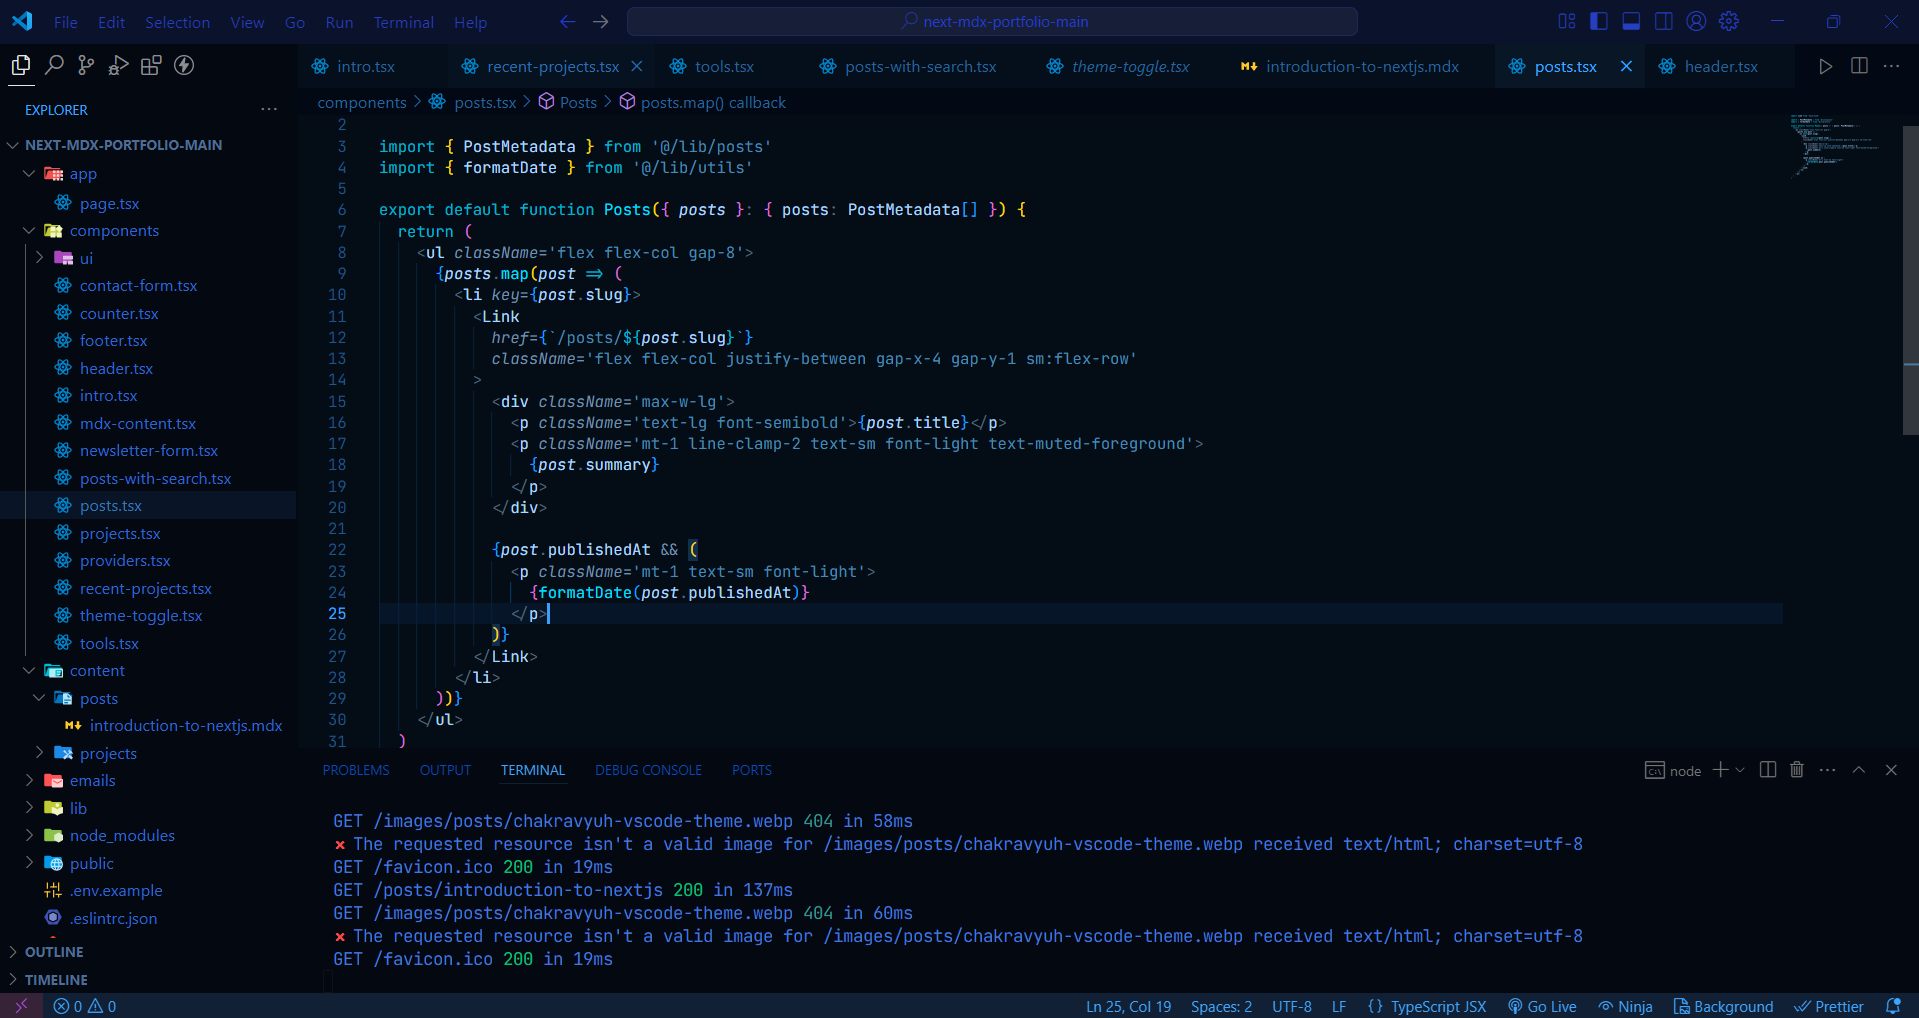 File Edit Selection View Go Run Terminal Help
next-mdx-portfolio-main
intro.tsx
recent-projects.tsx
tools.tsx
posts-with-search.tsx
theme-toggle.tsx
introduction-to-nextjs.mdx
posts.tsx
header.tsx
EXPLORER
NEXT-MDX-PORTFOLIO-MAIN
app
page.tsx
components
ui
contact-form.tsx
counter.tsx
footer.tsx
header.tsx
intro.tsx
mdx-content.tsx
newsletter-form.tsx
posts-with-search.tsx
posts.tsx
projects.tsx
providers.tsx
recent-projects.tsx
theme-toggle.tsx
tools.tsx
content
posts
introduction-to-nextjs.mdx
projects
emails
lib
node_modules
public
.env.example
.eslintrc.json
OUTLINE
TIMELINE
components > posts.tsx > Posts > posts.map() callback
2
3 import { PostMetadata } from '@/lib/posts'
4 import { formatDate } from '@/lib/utils'
5
6 export default function Posts({ posts }: { posts: PostMetadata[] }) {
7 return (
8 <ul className='flex flex-col gap-8'>
9 {posts.map(post => (
10 <li key={post.slug}>
11 <Link
12 href={`/posts/${post.slug}`}
13 className='flex flex-col justify-between gap-x-4 gap-y-1 sm:flex-row'
14 >
15 <div className='max-w-lg'>
16 <p className='text-lg font-semibold'>{post.title}</p>
17 <p className='mt-1 line-clamp-2 text-sm font-light text-muted-foreground'>
18 {post.summary}
19 </p>
20 </div>
21
22 {post.publishedAt && (
23 <p className='mt-1 text-sm font-light'>
24 {formatDate(post.publishedAt)}
25 </p>
26 )}
27 </Link>
28 </li>
29 ))}
30 </ul>
31 )
PROBLEMS OUTPUT TERMINAL DEBUG CONSOLE PORTS
node
GET /images/posts/chakravyuh-vscode-theme.webp 404 in 58ms
⨯ The requested resource isn't a valid image for /images/posts/chakravyuh-vscode-theme.webp received text/html; charset=utf-8
GET /favicon.ico 200 in 19ms
GET /posts/introduction-to-nextjs 200 in 137ms
GET /images/posts/chakravyuh-vscode-theme.webp 404 in 60ms
⨯ The requested resource isn't a valid image for /images/posts/chakravyuh-vscode-theme.webp received text/html; charset=utf-8
GET /favicon.ico 200 in 19ms
0 0
Ln 25, Col 19 Spaces: 2 UTF-8 LF {} TypeScript JSX Go Live Ninja Background Prettier